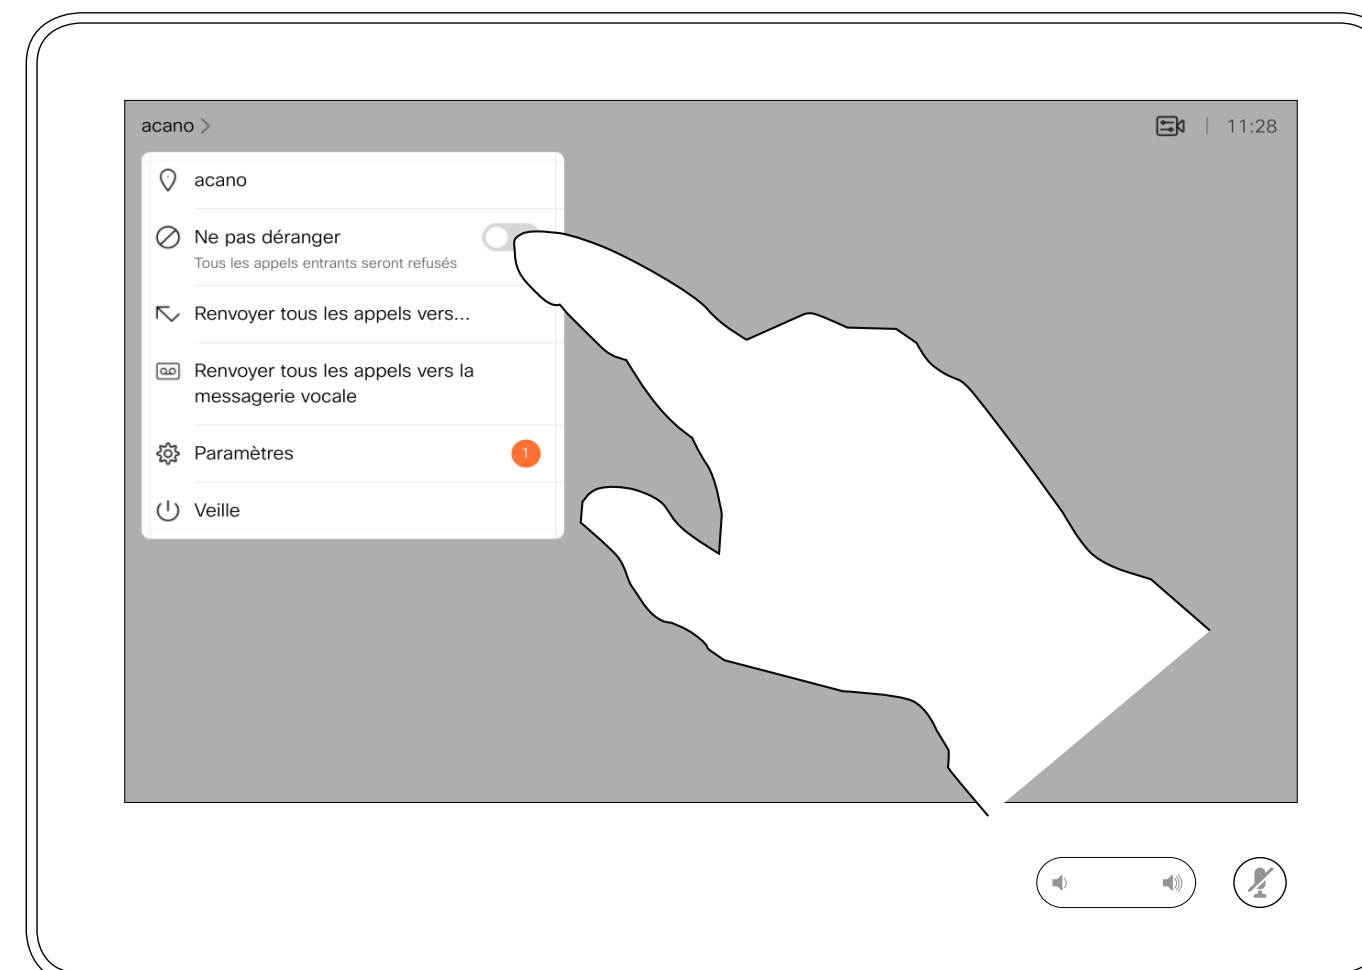 acano >
11:28
acano
Ne pas déranger
Tous les appels entrants seront refusés
Renvoyer tous les appels vers...
Renvoyer tous les appels vers la
messagerie vocale
Paramètres
1
Veille